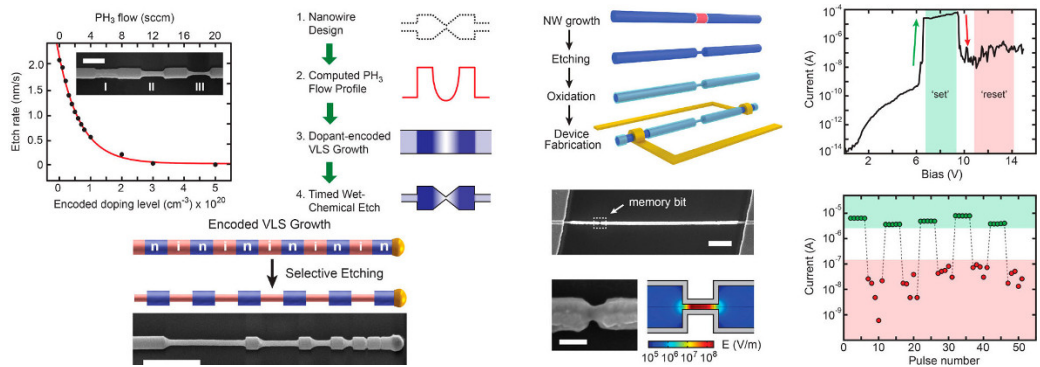 PH3 flow (sccm)
0 4 8 12 16 20
Etch rate (nm/s)
2.0
1.5
1.0
0.5
0
I II III
0 1 2 3 4 5
Encoded doping level (cm-3) x 1020
1. Nanowire
Design
2. Computed PH3
Flow Profile
3. Dopant-encoded
VLS Growth
4. Timed Wet-
Chemical Etch
Encoded VLS Growth
n i n i n i n i n i n
Selective Etching
NW growth
Etching
Oxidation
Device
Fabrication
memory bit
E (V/m)
10^5 10^6 10^7 10^8
Current (A)
10^-4
10^-6
10^-8
10^-10
10^-12
10^-14
'set'
'reset'
2 6 10 14
Bias (V)
Current (A)
10^-5
10^-6
10^-7
10^-8
10^-9
0 10 20 30 40 50
Pulse number